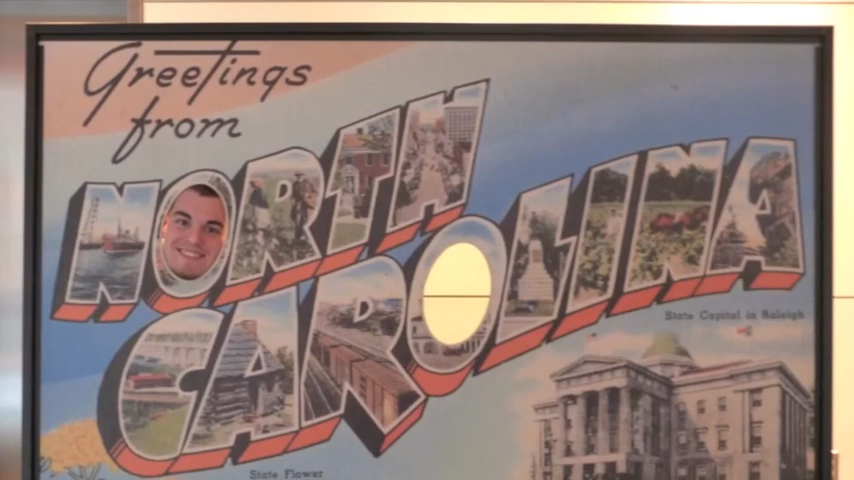 Greetings
from
NORTH
CAROLINA
State Capitol in Raleigh
State Flower